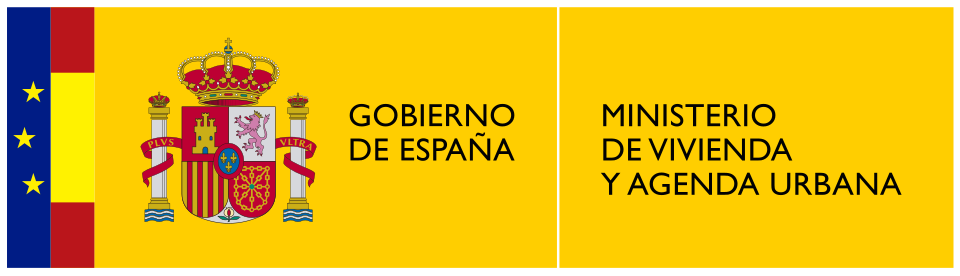 PLVS
VLTRA
GOBIERNO
DE ESPAÑA
MINISTERIO
DE VIVIENDA
Y AGENDA URBANA